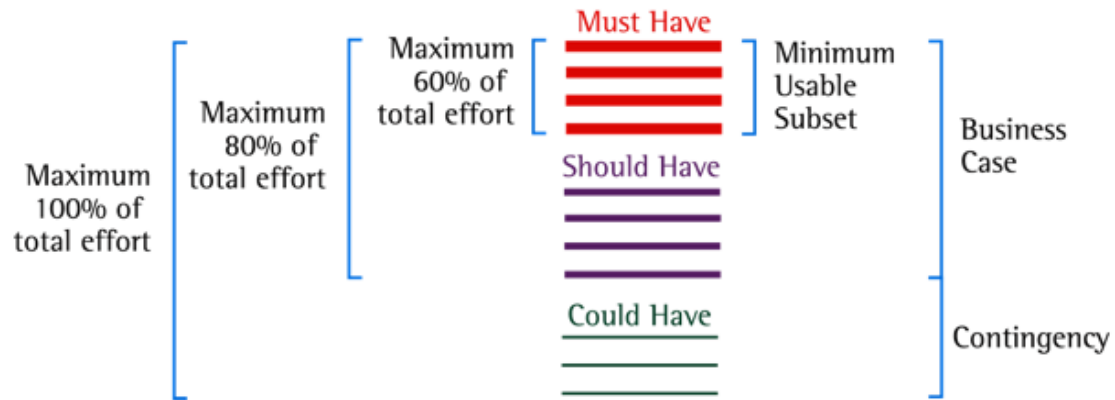 Must Have
Maximum
60% of
total effort
Minimum
Usable
Subset
Maximum
80% of
total effort
Business
Case
Should Have
Maximum
100% of
total effort
Could Have
Contingency